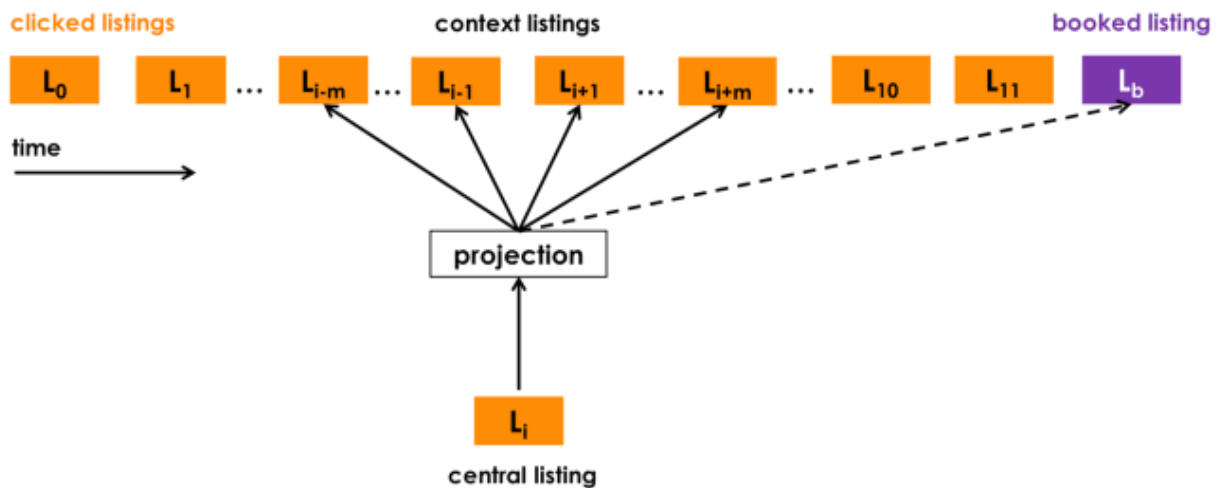 clicked listings context listings booked listing
L0 L1 ... Li-m ... Li-1 Li+1 ... Li+m ... L10 L11 Lb
time
projection
Li
central listing